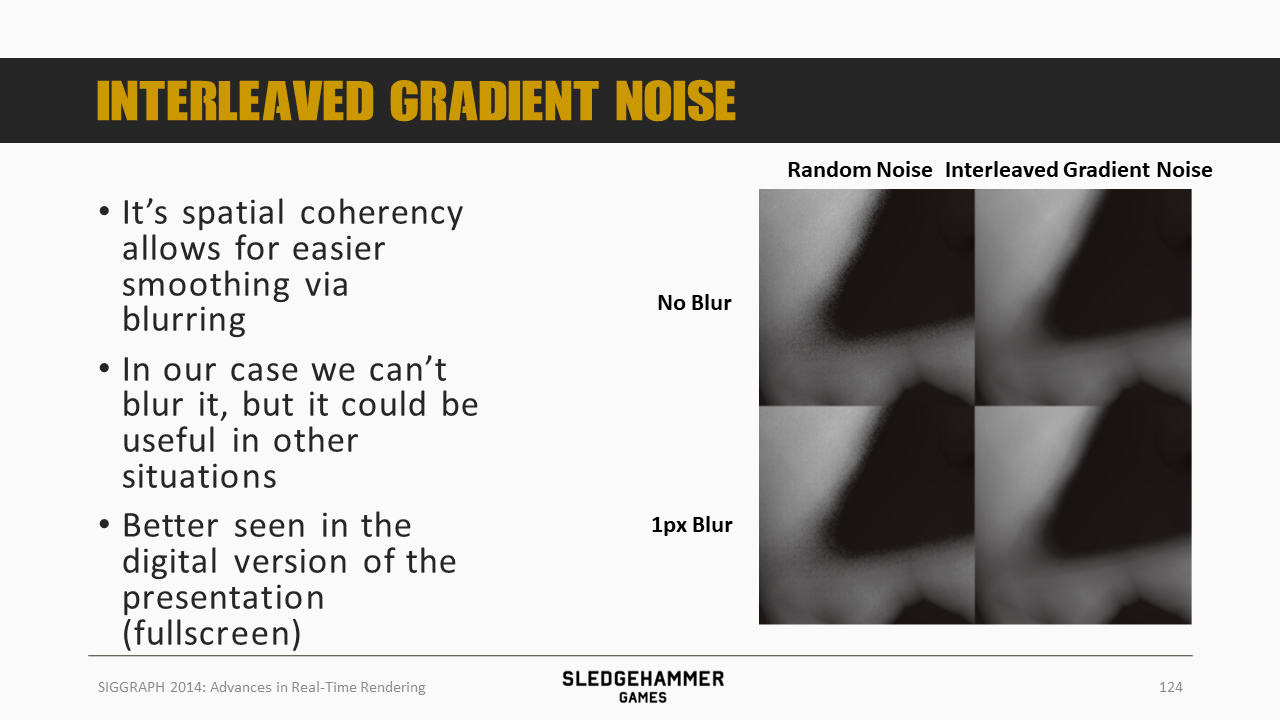 INTERLEAVED GRADIENT NOISE
• It’s spatial coherency
allows for easier
smoothing via
blurring
• In our case we can’t
blur it, but it could be
useful in other
situations
• Better seen in the
digital version of the
presentation
(fullscreen)
Random Noise Interleaved Gradient Noise
No Blur
1px Blur
SIGGRAPH 2014: Advances in Real-Time Rendering
SLEDGEHAMMER
GAMES
124